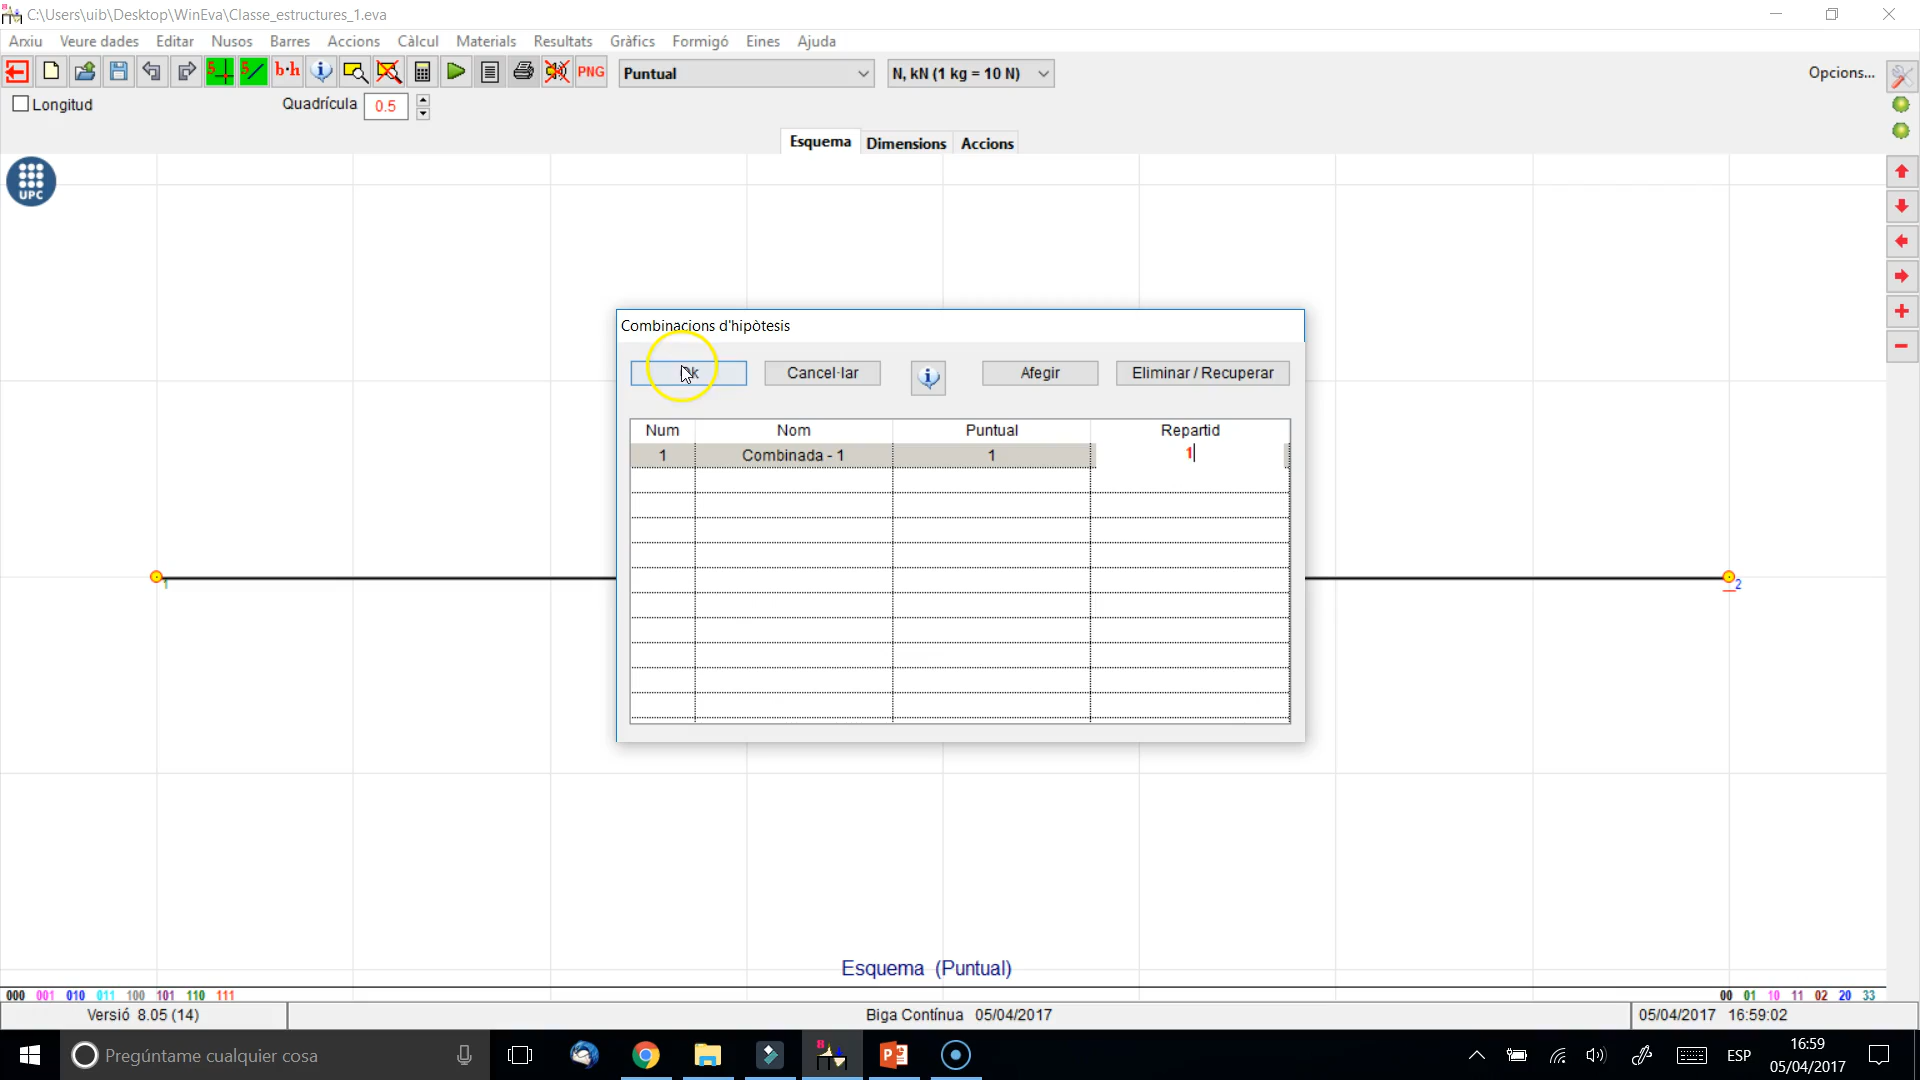 C:\Users\uib\Desktop\WinEva\Classe_estructures_1.eva
Arxiu Veure dades Editar Nusos Barres Accions Càlcul Materials Resultats Gràfics Formigó Eines Ajuda
5 5 b·h PNG Puntual N, kN (1 kg = 10 N) Opcions...
Longitud Quadrícula 0.5
Esquema Dimensions Accions
UPC
Combinacions d'hipòtesis
Ok Cancel·lar Afegir Eliminar / Recuperar
Num Nom Puntual Repartid
1 Combinada - 1 1 1
1 2
Esquema (Puntual)
000 001 010 011 100 101 110 111 00 01 10 11 02 20 33
Versió 8.05 (14) Biga Contínua 05/04/2017 05/04/2017 16:59:02
Pregúntame cualquier cosa ESP 16:59
05/04/2017